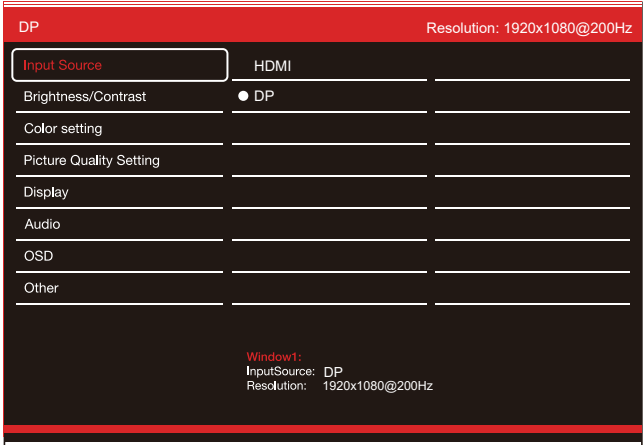 DP Resolution: 1920x1080@200Hz
Input Source HDMI
Brightness/Contrast DP
Color setting
Picture Quality Setting
Display
Audio
OSD
Other
Window1:
InputSource: DP
Resolution: 1920x1080@200Hz